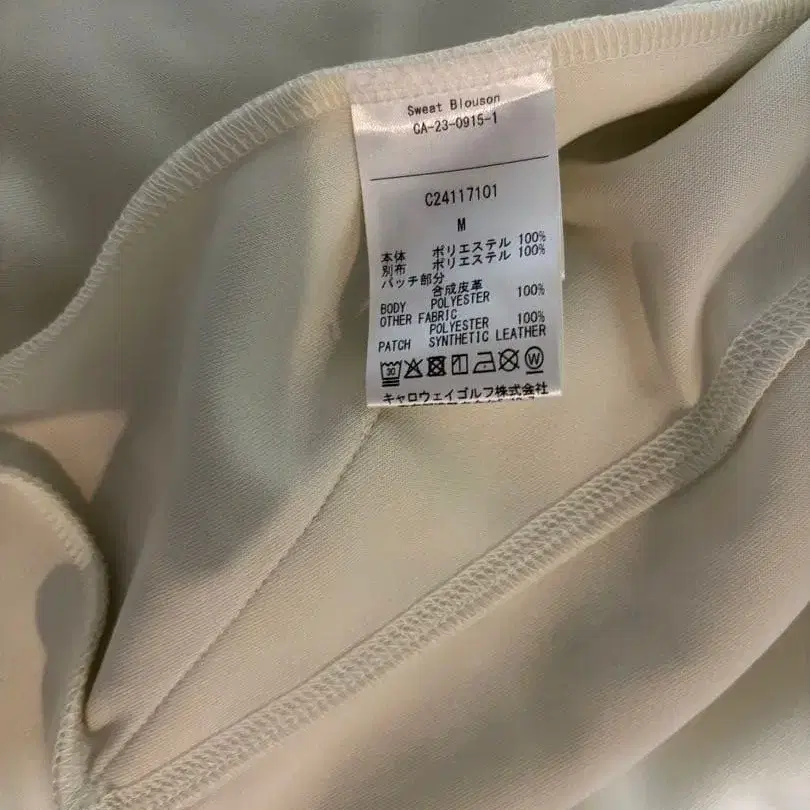 Sweat Blouson
CA-23-0915-1
C24117101
M
本体 ポリエステル 100%
別布 ポリエステル 100%
パッチ部分
合成皮革
BODY POLYESTER 100%
OTHER FABRIC
POLYESTER 100%
PATCH SYNTHETIC LEATHER
30 W
キャロウェイゴルフ株式会社